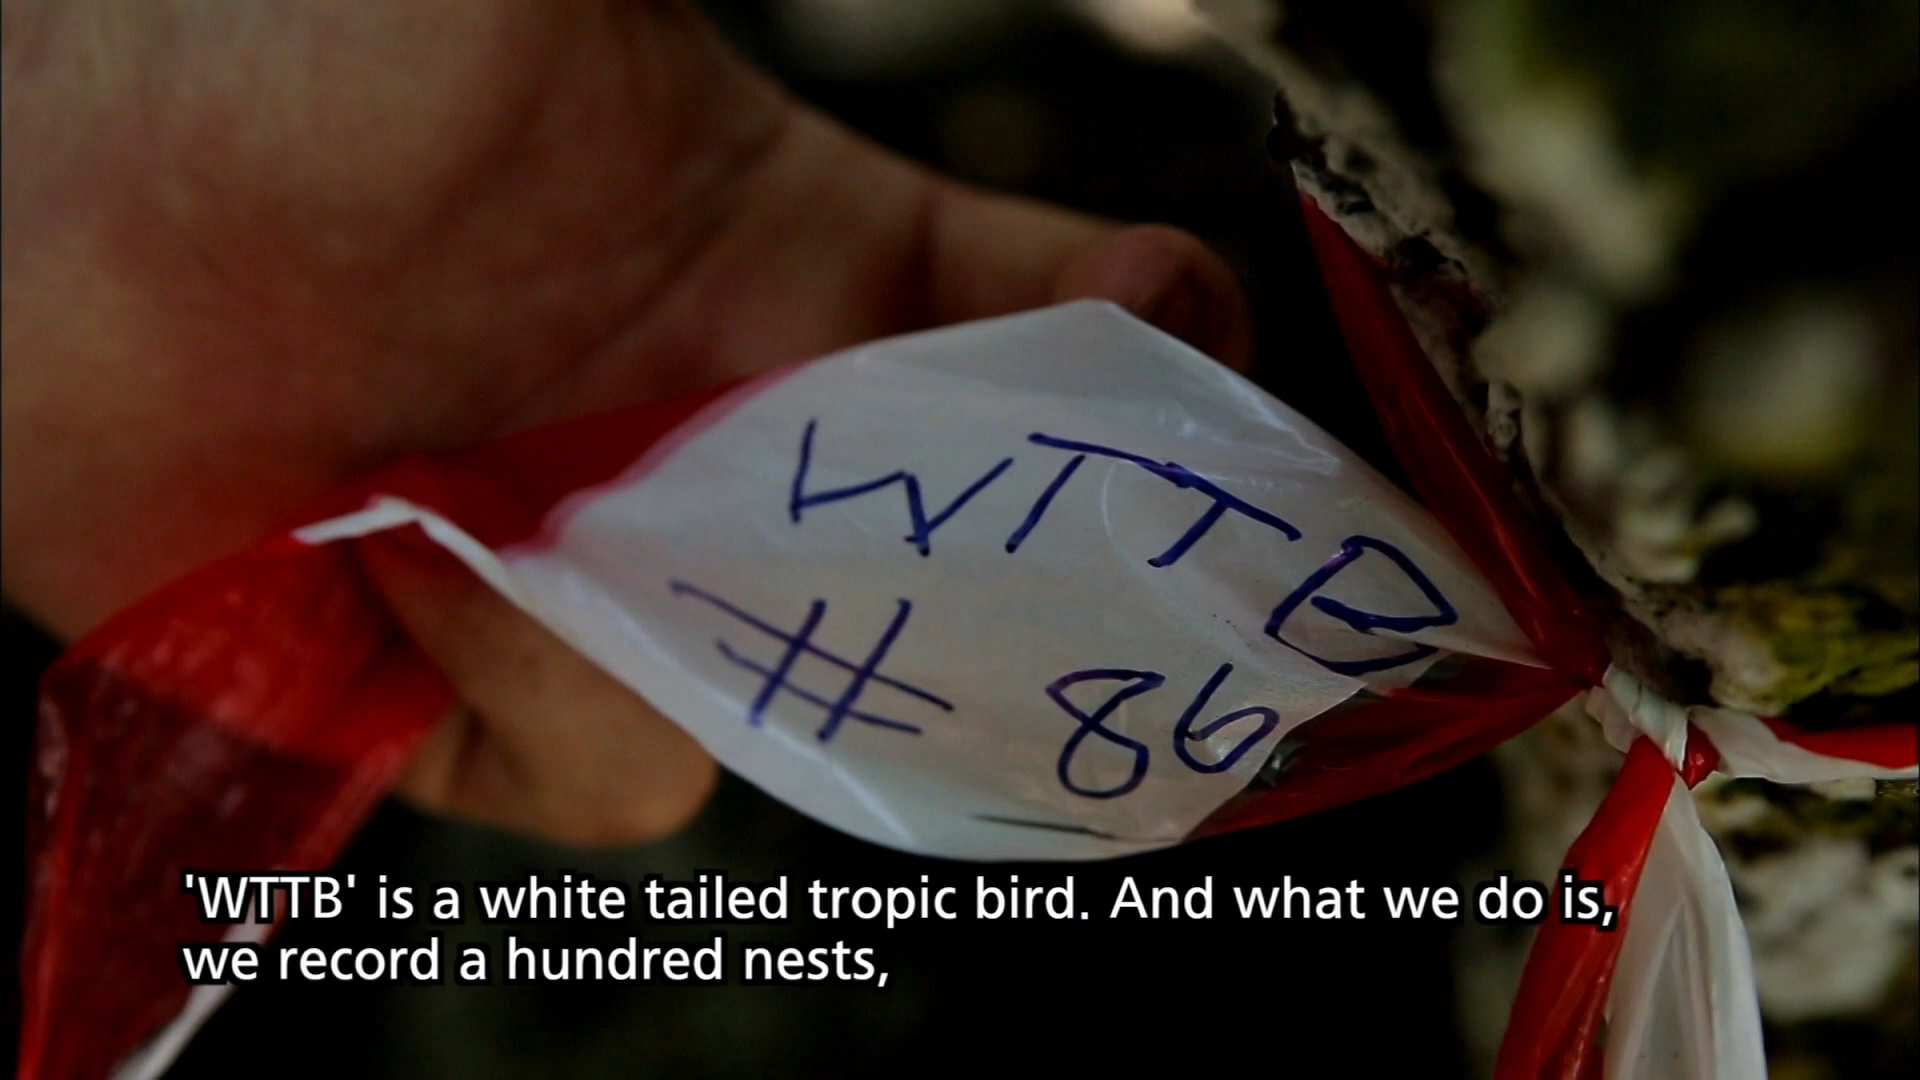 WTTB
# 86
'WTTB' is a white tailed tropic bird. And what we do is,
we record a hundred nests,